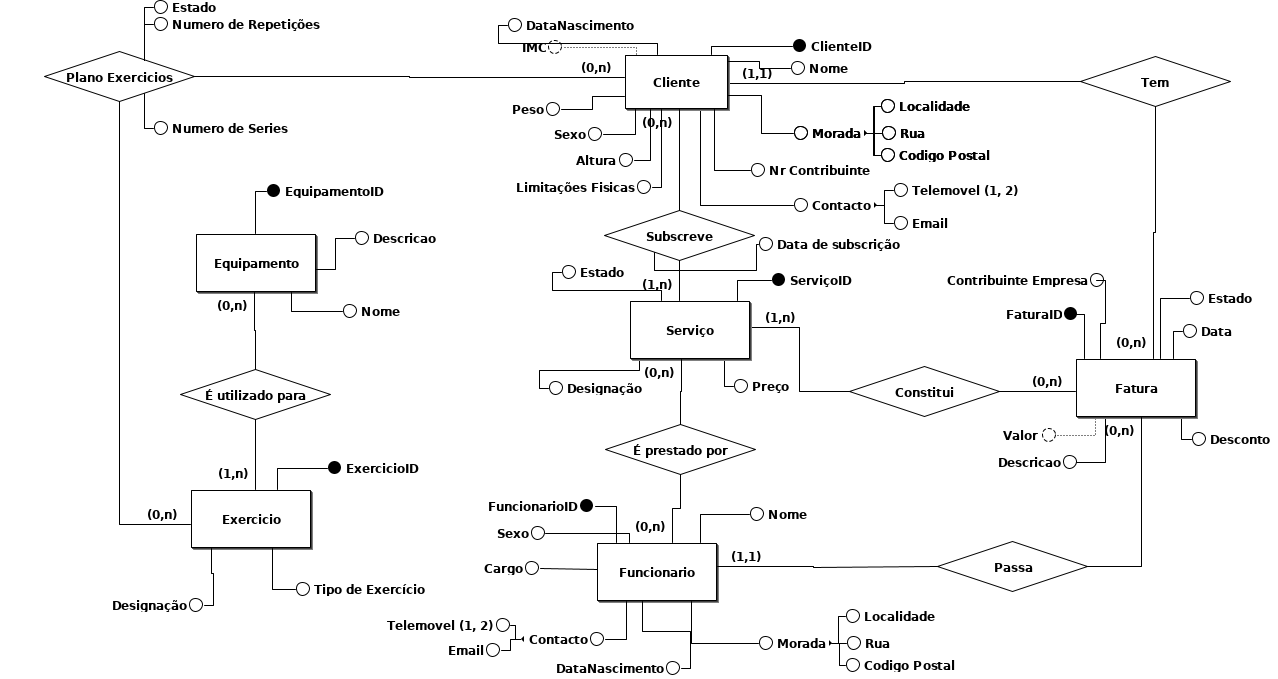 Estado
Numero de Repetições
Plano Exercicios
Numero de Series
DataNascimento
IMC
ClienteID
Nome
(0,n)
Cliente
(1,1)
Tem
Peso
Sexo
(0,n)
Altura
Limitações Fisicas
Morada
Localidade
Rua
Codigo Postal
Nr Contribuinte
Contacto
Telemovel (1, 2)
Email
EquipamentoID
Descricao
Equipamento
(0,n)
Nome
Subscreve
Data de subscrição
Estado
(1,n)
ServiçoID
Serviço
(1,n)
(0,n)
Designação
Preço
Contribuinte Empresa
FaturaID
Estado
Data
(0,n)
Constitui
(0,n)
Fatura
Valor
(0,n)
Desconto
Descricao
É utilizado para
(1,n)
ExercicioID
(0,n)
Exercicio
Designação
Tipo de Exercício
É prestado por
FuncionarioID
(0,n)
Nome
Sexo
Cargo
Funcionario
(1,1)
Passa
Telemovel (1, 2)
Contacto
Email
DataNascimento
Morada
Localidade
Rua
Codigo Postal